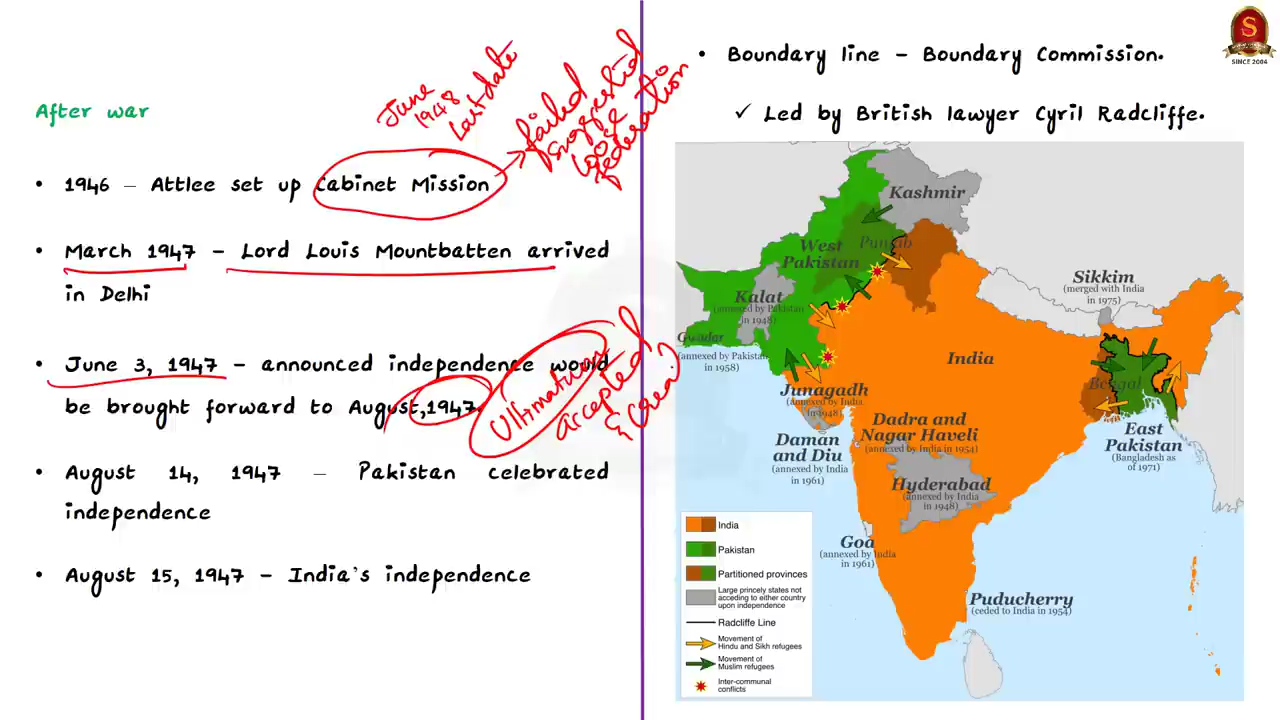 After war
June
1948
Last date
failed
suggested
loose
federation
• 1946 – Attlee set up Cabinet Mission
• March 1947 – Lord Louis Mountbatten arrived
in Delhi
• June 3, 1947 – announced independence would
be brought forward to August,1947.
Ultimatum
accepted
• August 14, 1947 – Pakistan celebrated
independence
• August 15, 1947 – India's independence
S
SINCE 2004
• Boundary line – Boundary Commission.
✓ Led by British lawyer Cyril Radcliffe.
Kashmir
Punjab
West
Pakistan
Sikkim
(merged with India
in 1975)
Kalat
(annexed by Pakistan
in 1948)
Gwadar
(annexed by Pakistan
in 1958)
India
Bengal
Junagadh
(annexed by India
in 1948)
Dadra and
Nagar Haveli
(annexed by India in 1954)
East
Pakistan
(Bangladesh as
of 1971)
Daman
and Diu
(annexed by India
in 1961)
Hyderabad
(annexed by India
in 1948)
Goa
(annexed by India
in 1961)
Puducherry
(ceded to India in 1954)
India
Pakistan
Partitioned provinces
Large princely states not
acceding to either country
upon independence
Radcliffe Line
Movement of
Hindu and Sikh refugees
Movement of
Muslim refugees
Inter-communal
conflicts